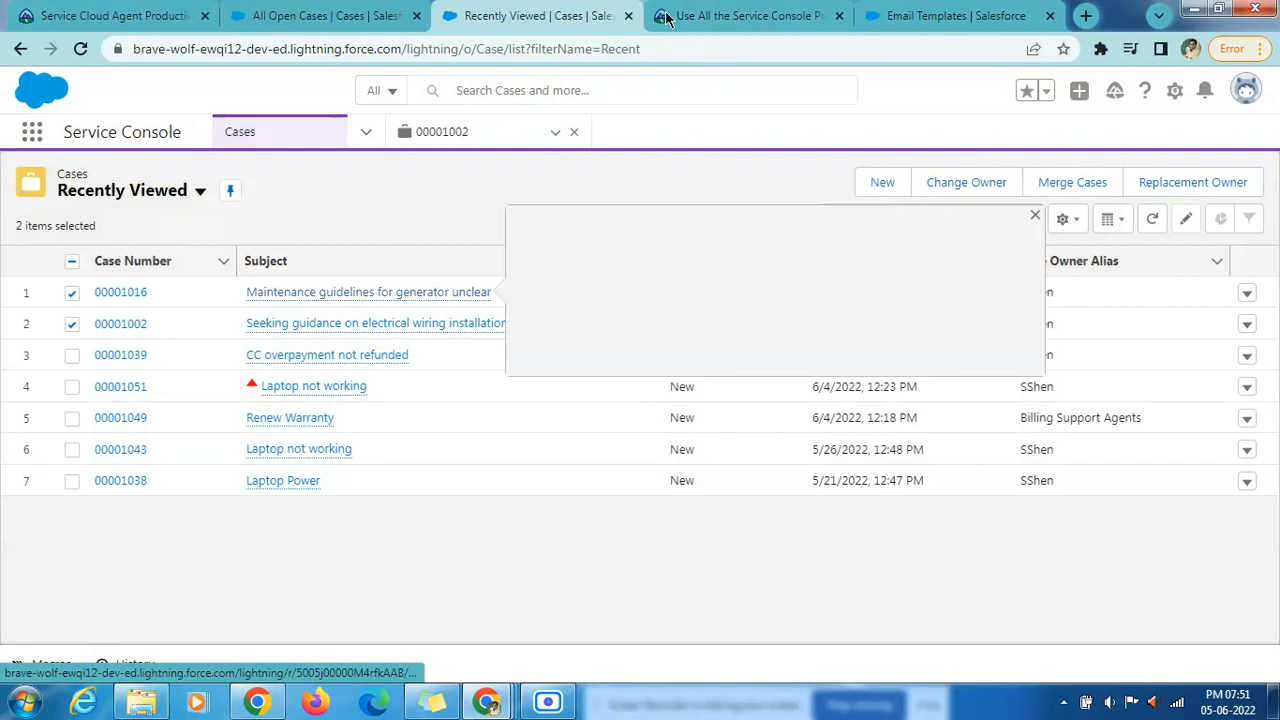 Service Cloud Agent Producti
All Open Cases | Cases | Salesf
Recently Viewed | Cases | Sales
Use All the Service Console P
Email Templates | Salesforce
brave-wolf-ewqi12-dev-ed.lightning.force.com/lightning/o/Case/list?filterName=Recent
Error
All
Search Cases and more...
Service Console
Cases
00001002
Cases
Recently Viewed
New
Change Owner
Merge Cases
Replacement Owner
2 items selected
Case Number
Subject
Owner Alias
1 00001016 Maintenance guidelines for generator unclear
2 00001002 Seeking guidance on electrical wiring installation
3 00001039 CC overpayment not refunded
4 00001051 Laptop not working New 6/4/2022, 12:23 PM SShen
5 00001049 Renew Warranty New 6/4/2022, 12:18 PM Billing Support Agents
6 00001043 Laptop not working New 5/26/2022, 12:48 PM SShen
7 00001038 Laptop Power New 5/21/2022, 12:47 PM SShen
History
brave-wolf-ewqi12-dev-ed.lightning.force.com/lightning/r/5005j00000M4rfkAAB/...
PM 07:51
05-06-2022